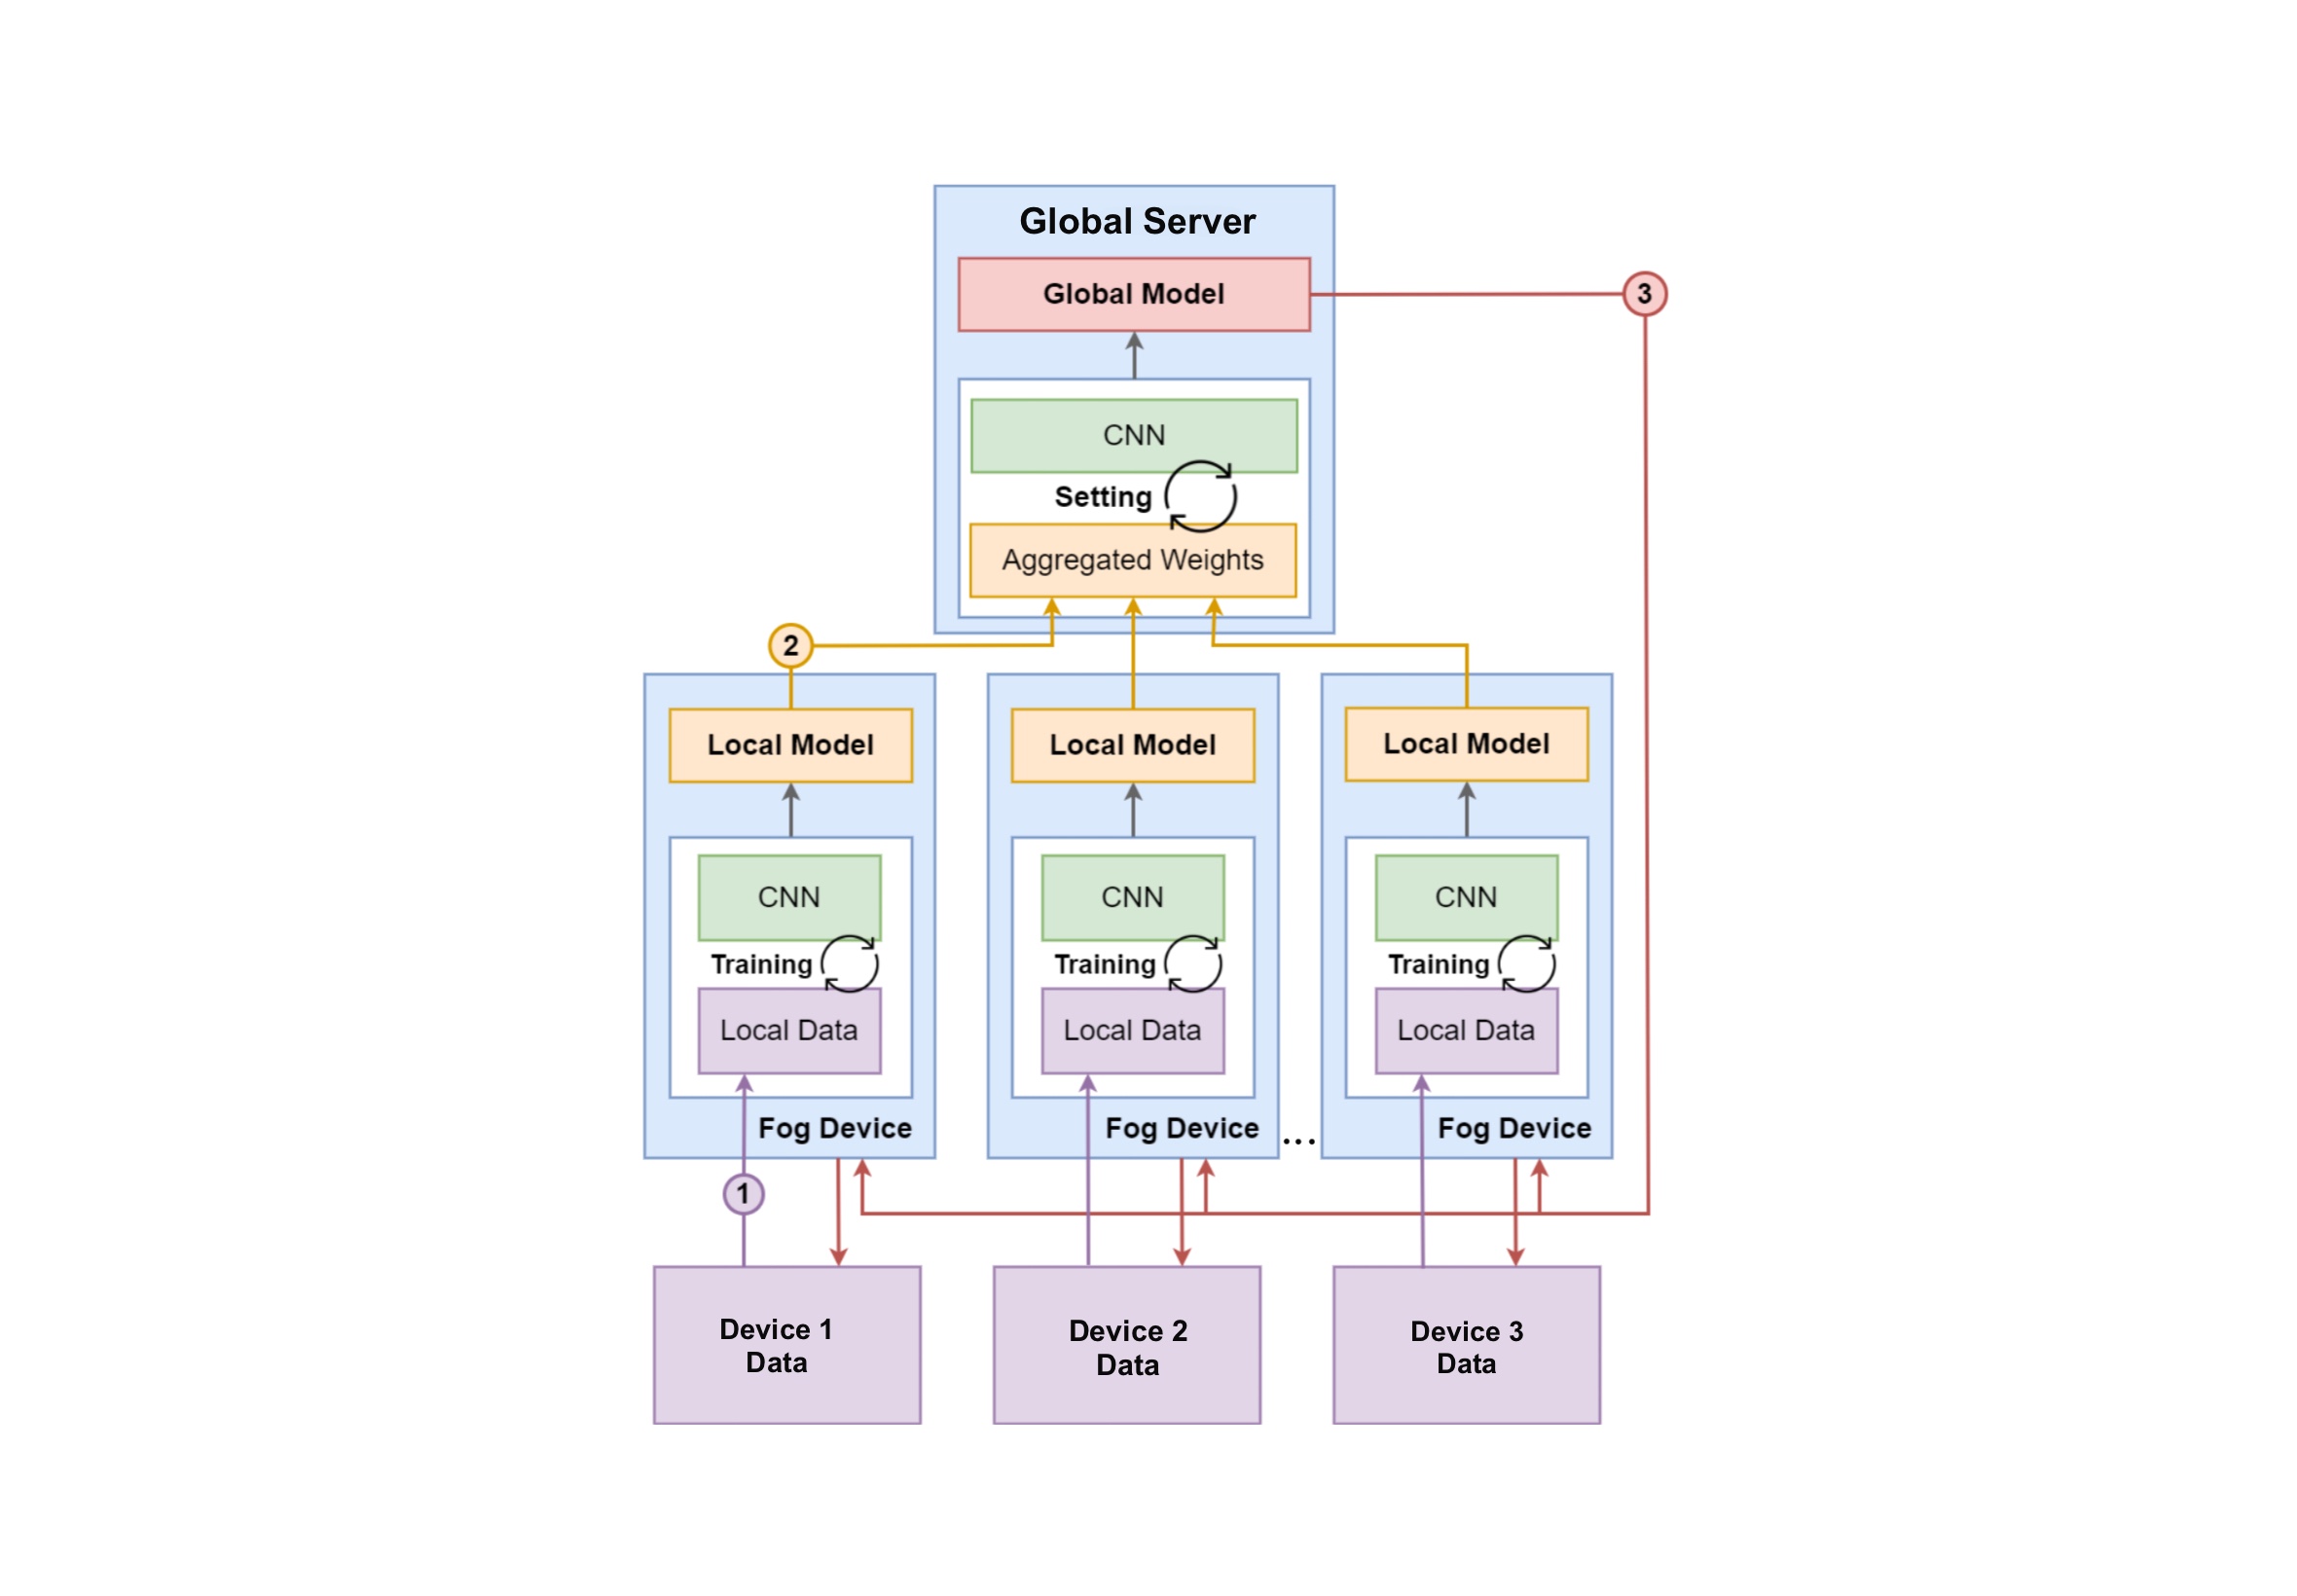 Global Server
Global Model
3
CNN
Setting
Aggregated Weights
2
Local Model
Local Model
Local Model
CNN
CNN
CNN
Training
Training
Training
Local Data
Local Data
Local Data
Fog Device
Fog Device
...
Fog Device
1
Device 1
Data
Device 2
Data
Device 3
Data